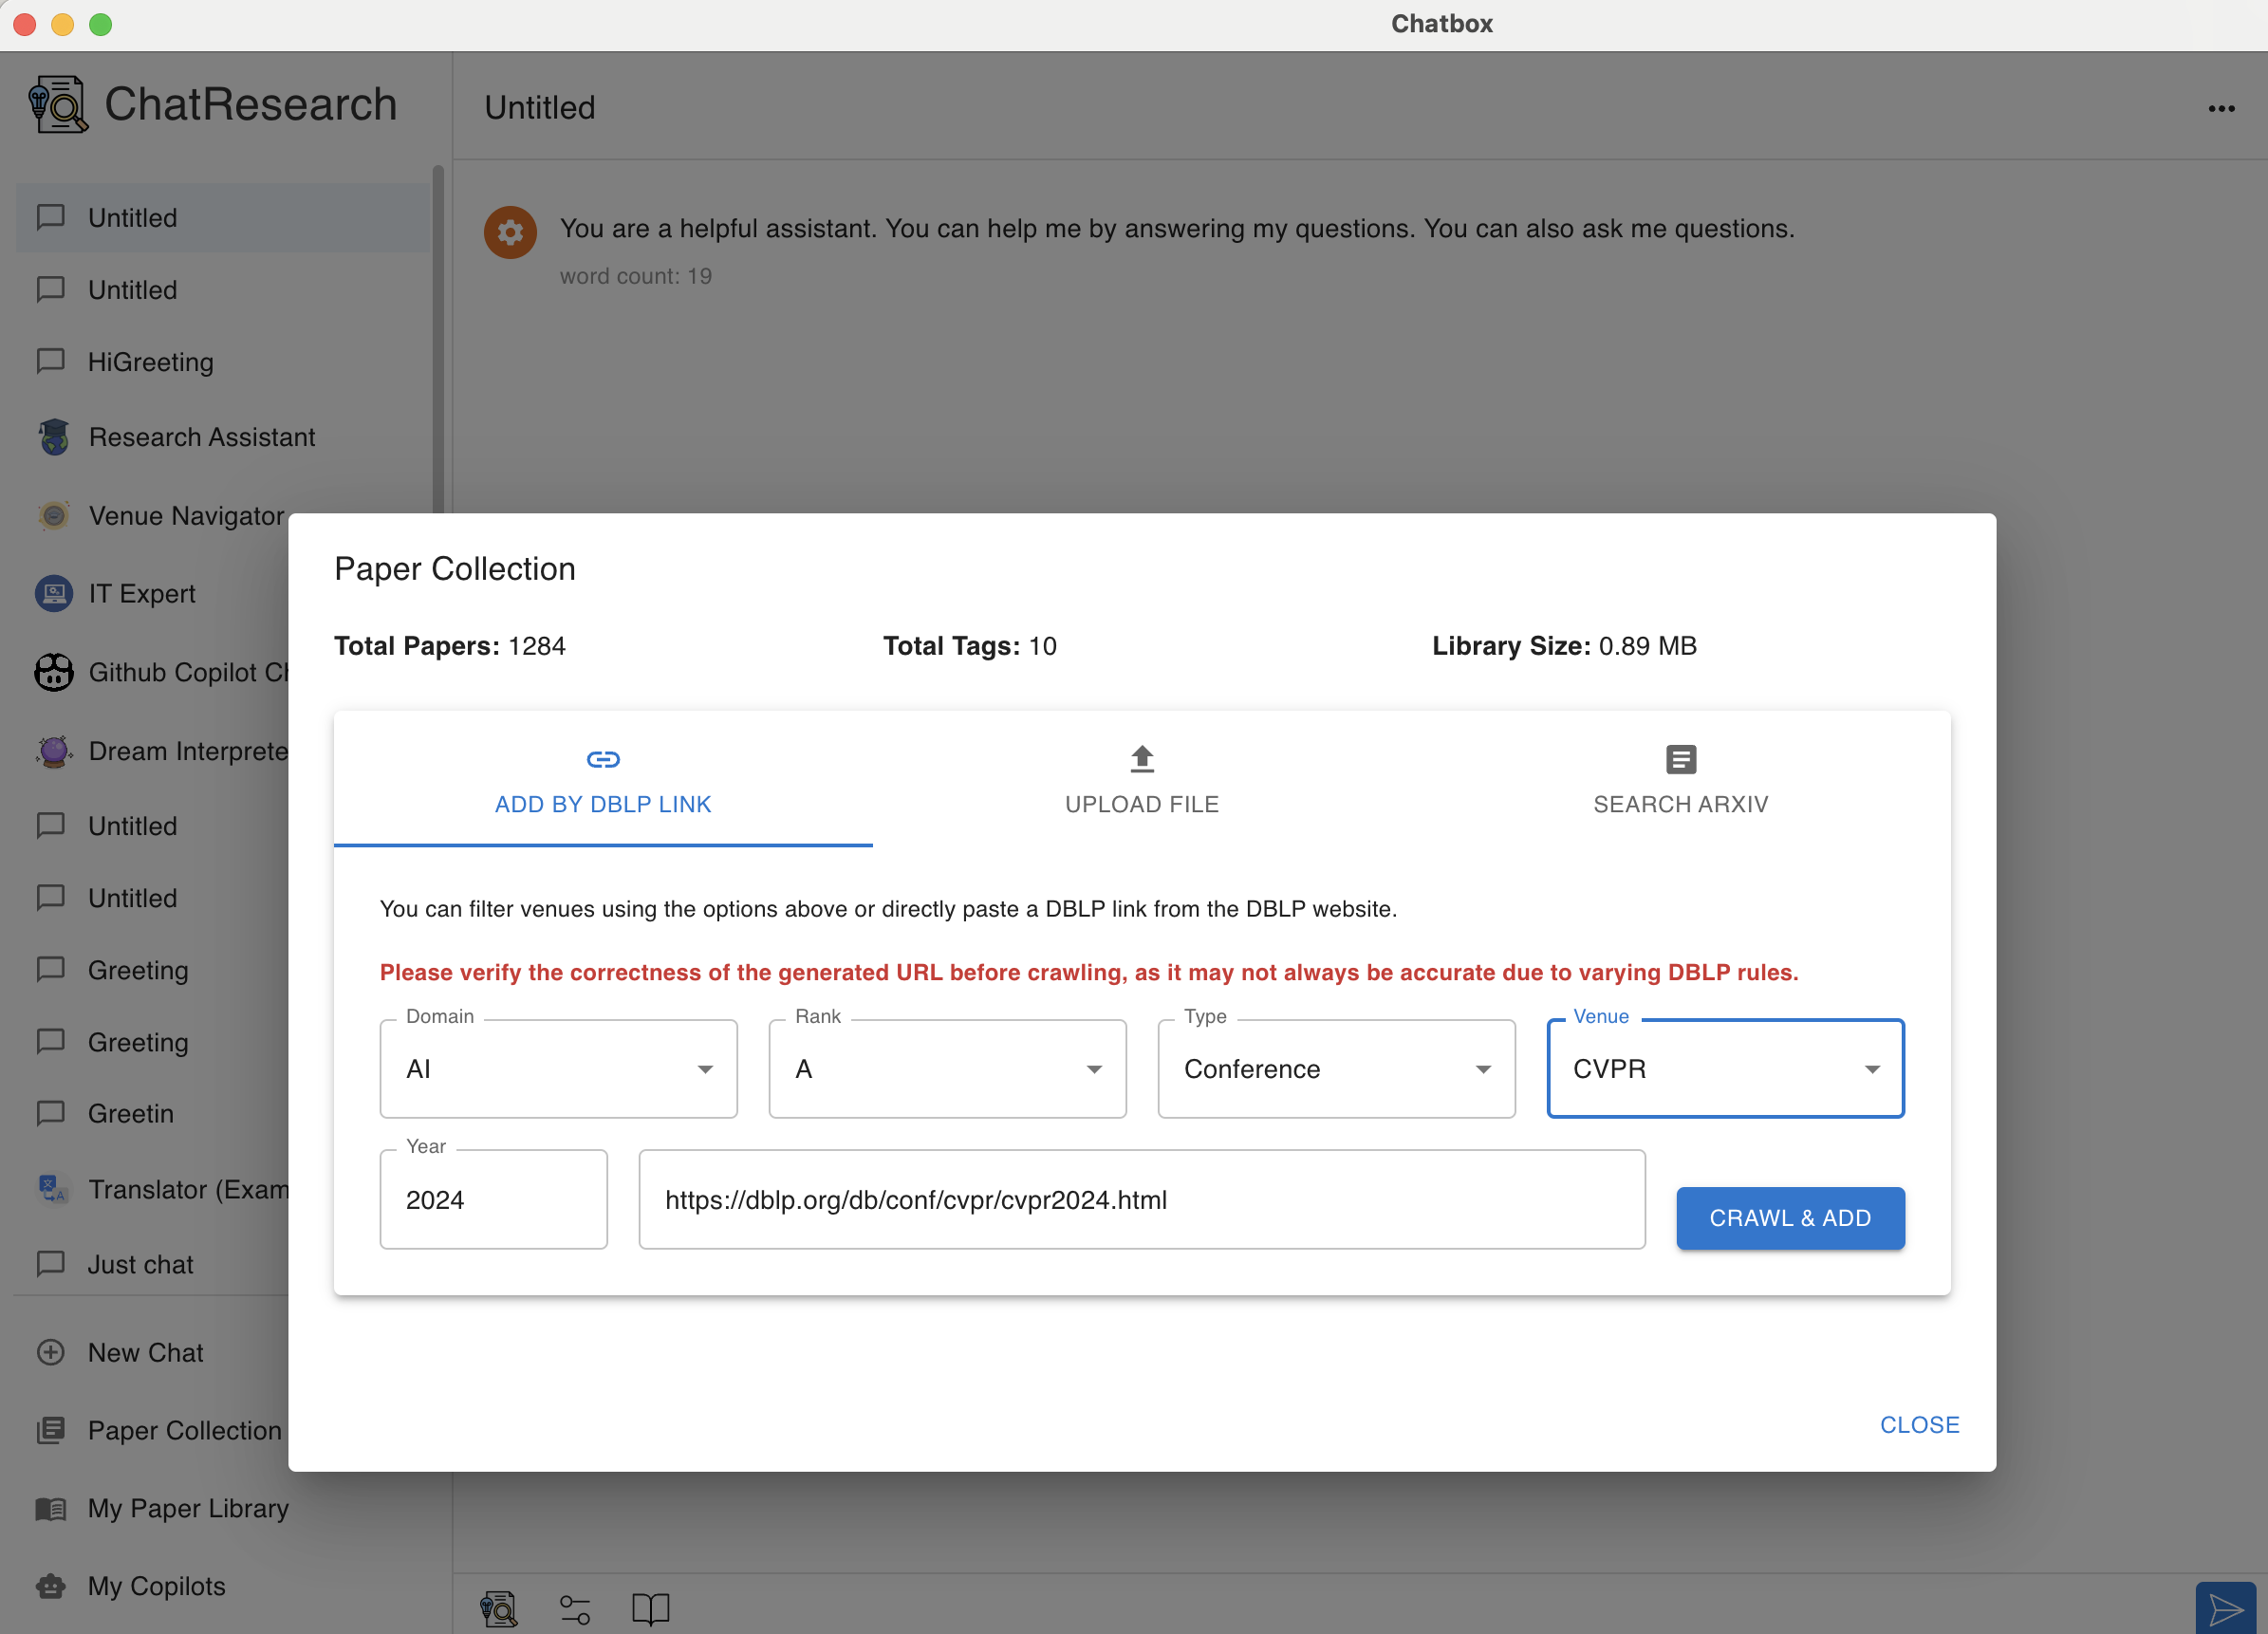 Chatbox
ChatResearch
Untitled
Untitled
HiGreeting
Research Assistant
Venue Navigator
IT Expert
Github Copilot Ch
Dream Interprete
Untitled
Untitled
Greeting
Greeting
Greetin
Translator (Exam
Just chat
New Chat
Paper Collection
My Paper Library
My Copilots
Untitled
You are a helpful assistant. You can help me by answering my questions. You can also ask me questions.
word count: 19
Paper Collection
Total Papers: 1284 Total Tags: 10 Library Size: 0.89 MB
ADD BY DBLP LINK UPLOAD FILE SEARCH ARXIV
You can filter venues using the options above or directly paste a DBLP link from the DBLP website.
Please verify the correctness of the generated URL before crawling, as it may not always be accurate due to varying DBLP rules.
Domain Rank Type Venue
AI A Conference CVPR
Year
2024 https://dblp.org/db/conf/cvpr/cvpr2024.html CRAWL & ADD
CLOSE